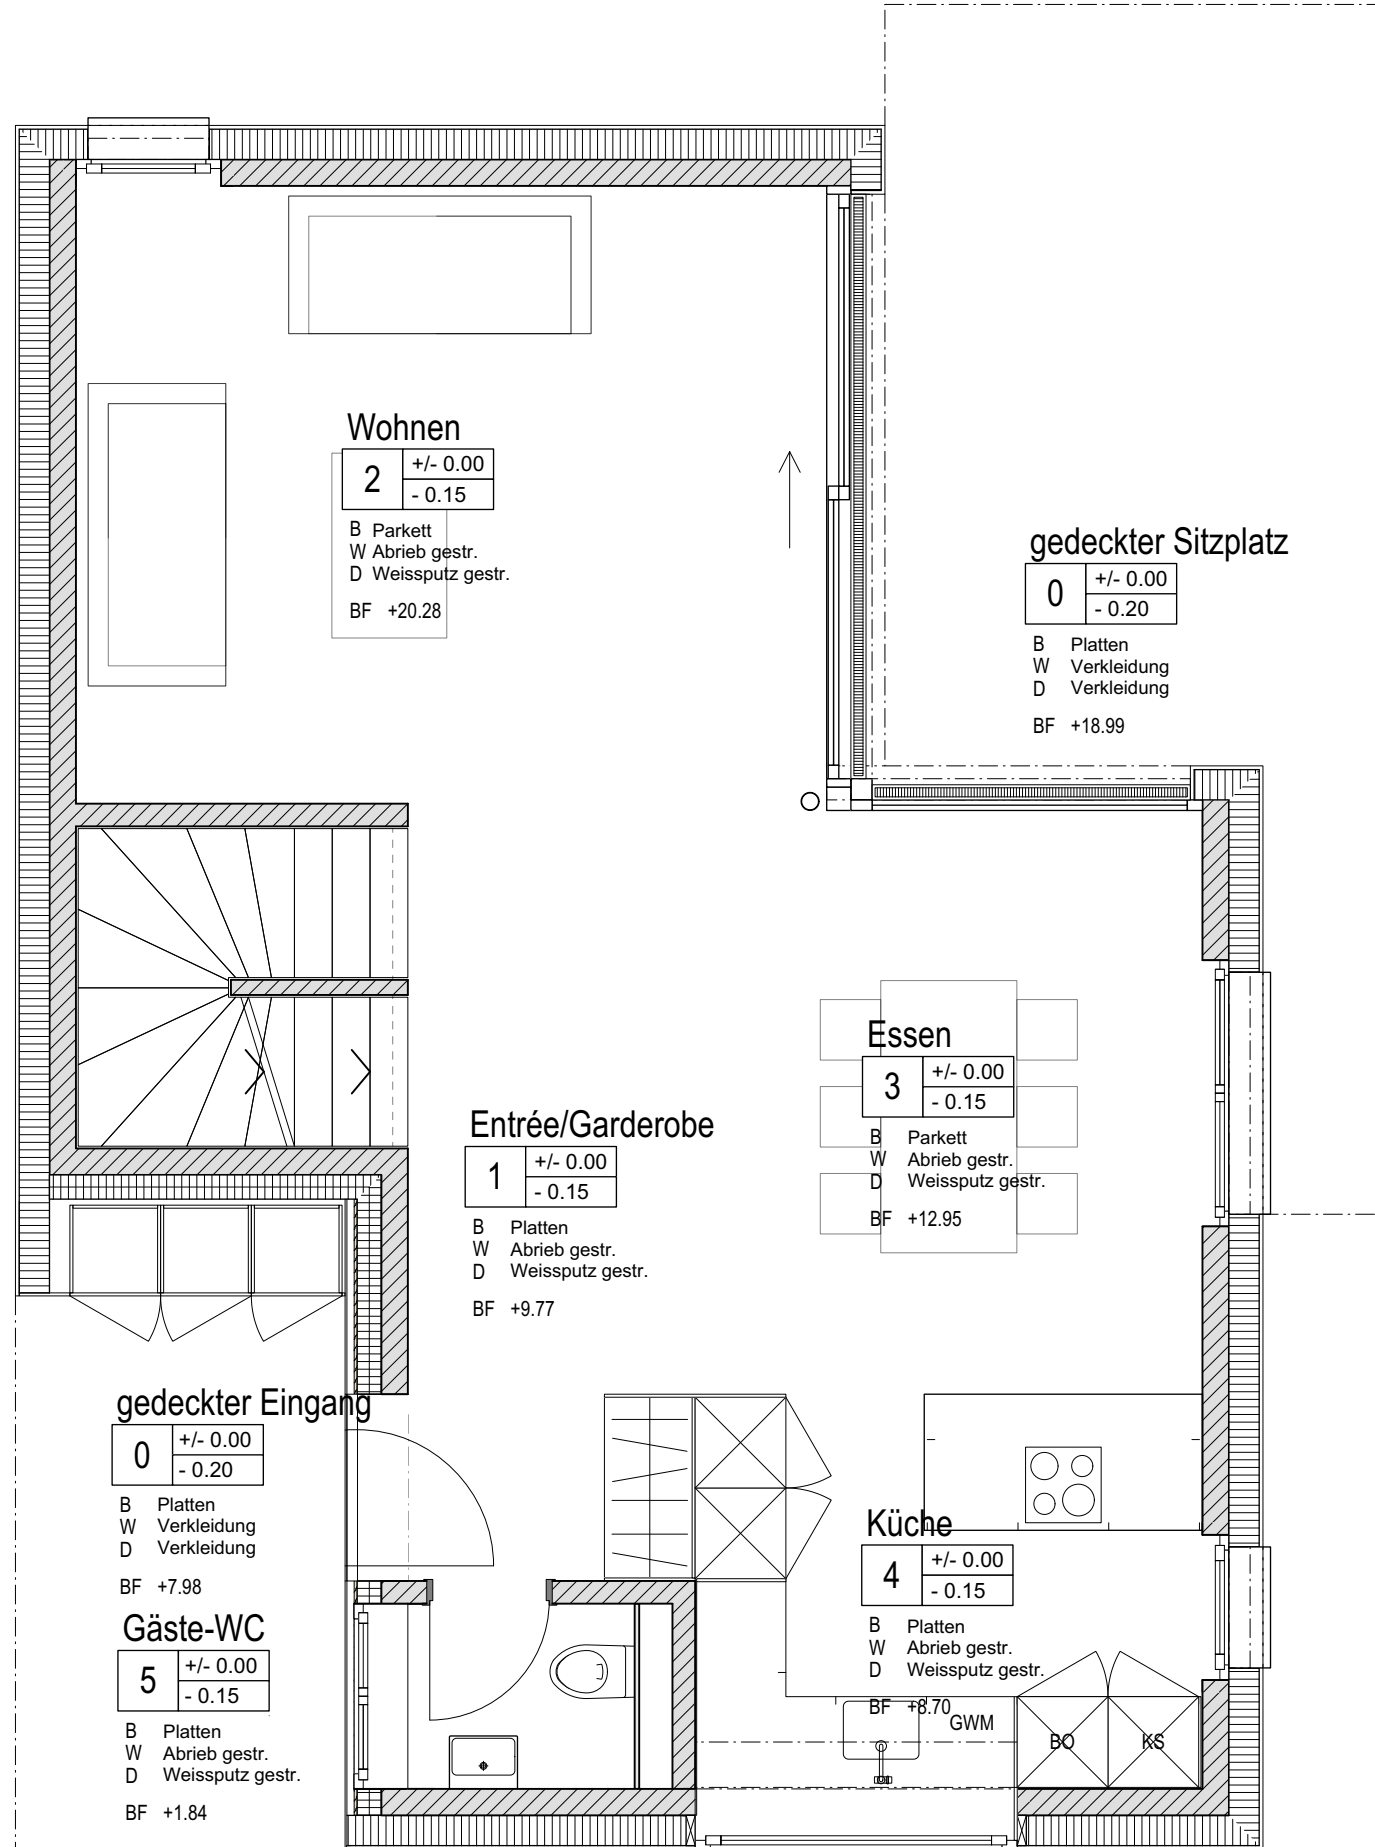 Wohnen
2 +/- 0.00
- 0.15
B Parkett
W Abrieb gestr.
D Weissputz gestr.
BF +20.28
gedeckter Sitzplatz
0 +/- 0.00
- 0.20
B Platten
W Verkleidung
D Verkleidung
BF +18.99
Essen
3 +/- 0.00
- 0.15
B Parkett
W Abrieb gestr.
D Weissputz gestr.
BF +12.95
Entrée/Garderobe
1 +/- 0.00
- 0.15
B Platten
W Abrieb gestr.
D Weissputz gestr.
BF +9.77
gedeckter Eingang
0 +/- 0.00
- 0.20
B Platten
W Verkleidung
D Verkleidung
BF +7.98
Küche
4 +/- 0.00
- 0.15
B Platten
W Abrieb gestr.
D Weissputz gestr.
BF +8.70
GWM
BO
KS
Gäste-WC
5 +/- 0.00
- 0.15
B Platten
W Abrieb gestr.
D Weissputz gestr.
BF +1.84